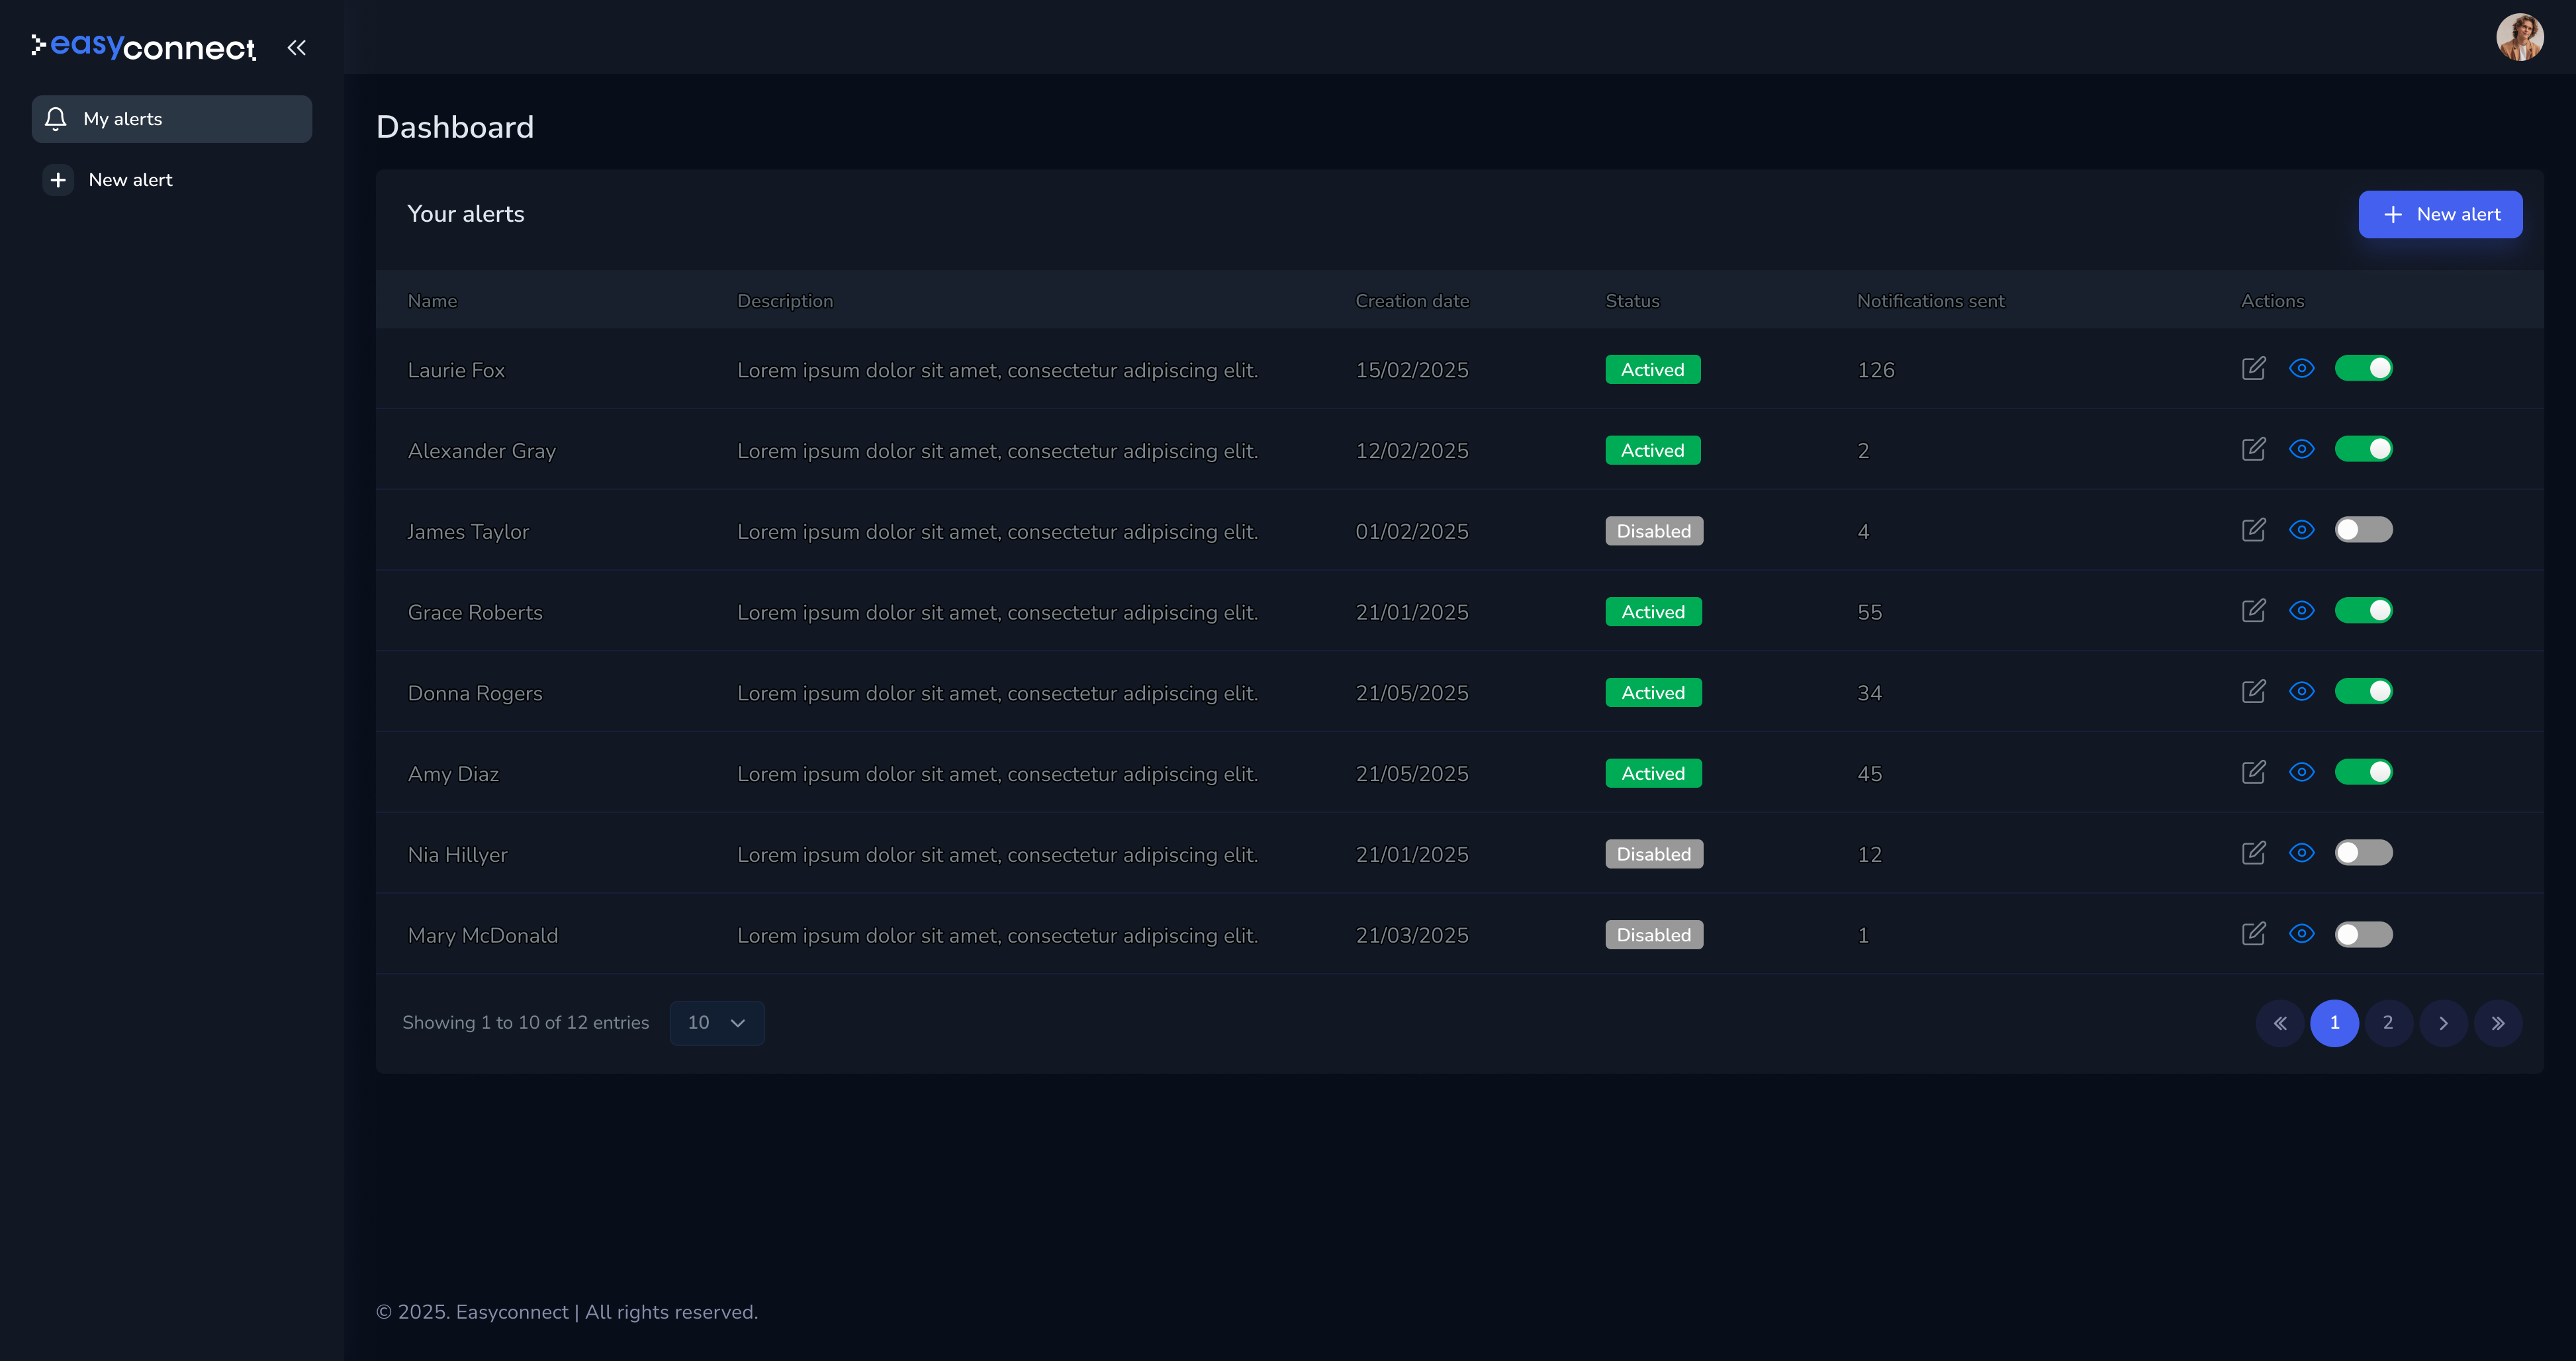 easyconnect
My alerts
New alert
Dashboard
Your alerts
New alert
Name Description Creation date Status Notifications sent Actions
Laurie Fox Lorem ipsum dolor sit amet, consectetur adipiscing elit. 15/02/2025 Actived 126
Alexander Gray Lorem ipsum dolor sit amet, consectetur adipiscing elit. 12/02/2025 Actived 2
James Taylor Lorem ipsum dolor sit amet, consectetur adipiscing elit. 01/02/2025 Disabled 4
Grace Roberts Lorem ipsum dolor sit amet, consectetur adipiscing elit. 21/01/2025 Actived 55
Donna Rogers Lorem ipsum dolor sit amet, consectetur adipiscing elit. 21/05/2025 Actived 34
Amy Diaz Lorem ipsum dolor sit amet, consectetur adipiscing elit. 21/05/2025 Actived 45
Nia Hillyer Lorem ipsum dolor sit amet, consectetur adipiscing elit. 21/01/2025 Disabled 12
Mary McDonald Lorem ipsum dolor sit amet, consectetur adipiscing elit. 21/03/2025 Disabled 1
Showing 1 to 10 of 12 entries 10 1 2
© 2025. Easyconnect | All rights reserved.